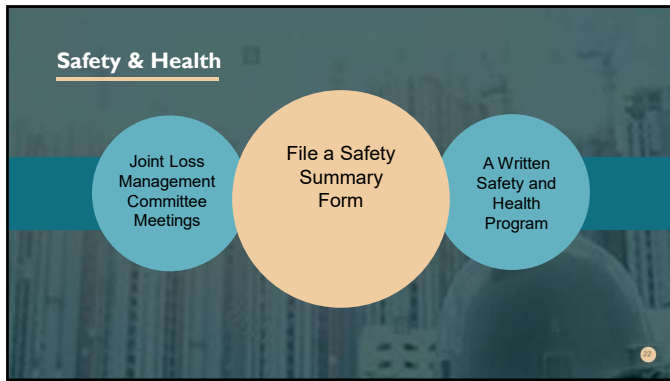 Safety & Health
Joint Loss
Management
Committee
Meetings
File a Safety
Summary
Form
A Written
Safety and
Health
Program
22